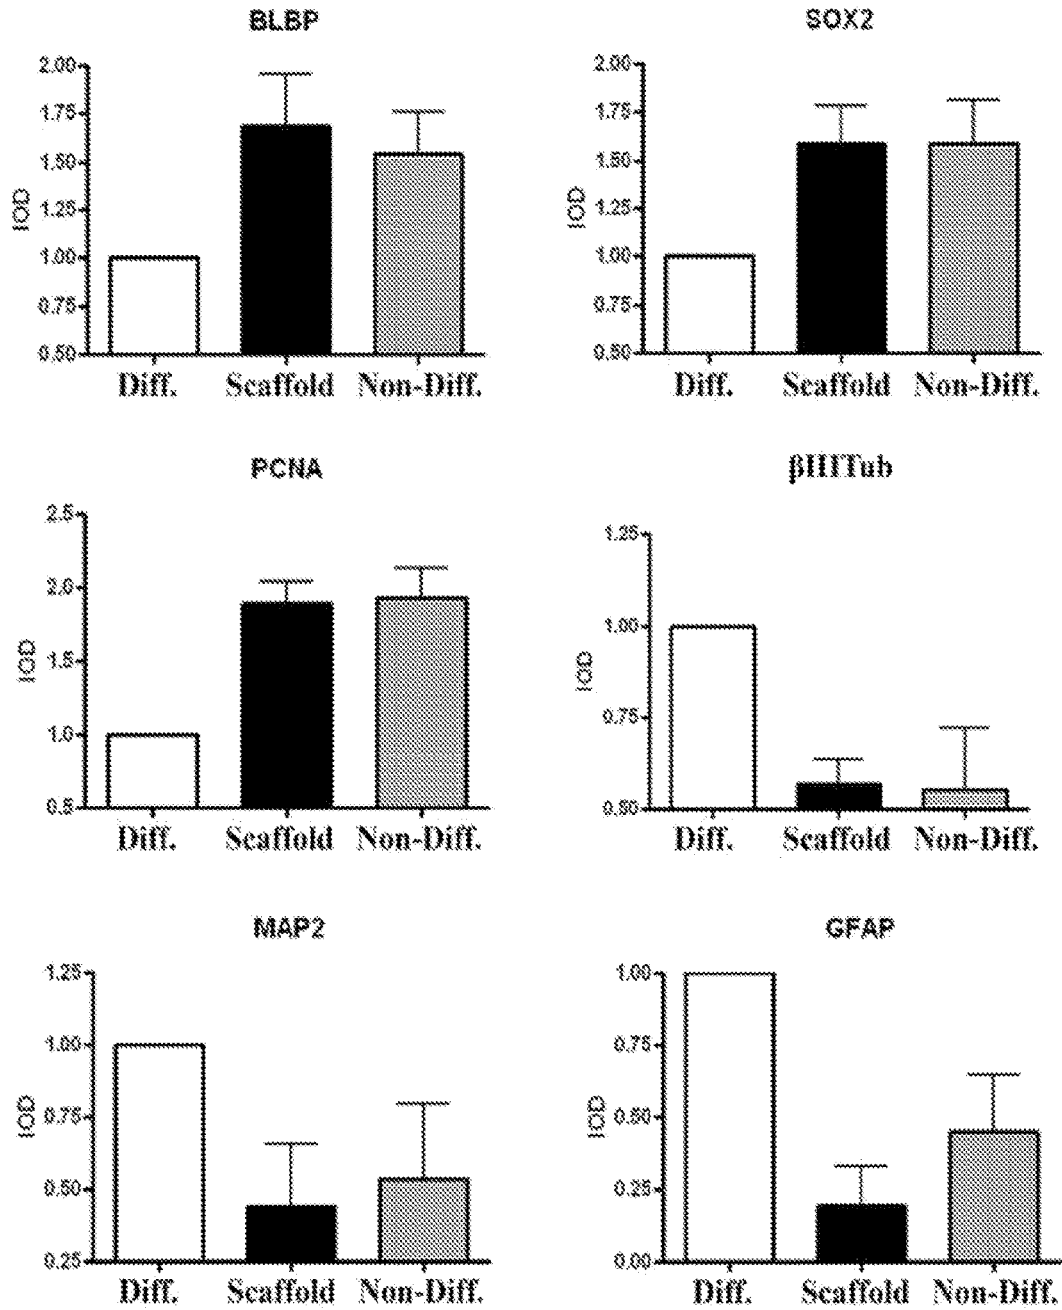 BLBP
2.00
1.75
1.50
1.25
1.00
0.75
0.50
IOD
Diff. Scaffold Non-Diff.
SOX2
2.00
1.75
1.50
1.25
1.00
0.75
0.50
IOD
Diff. Scaffold Non-Diff.
PCNA
2.5
2.0
1.5
1.0
0.5
IOD
Diff. Scaffold Non-Diff.
βIIITub
1.25
1.00
0.75
0.50
IOD
Diff. Scaffold Non-Diff.
MAP2
1.25
1.00
0.75
0.50
0.25
IOD
Diff. Scaffold Non-Diff.
GFAP
1.00
0.75
0.50
0.25
0.00
IOD
Diff. Scaffold Non-Diff.